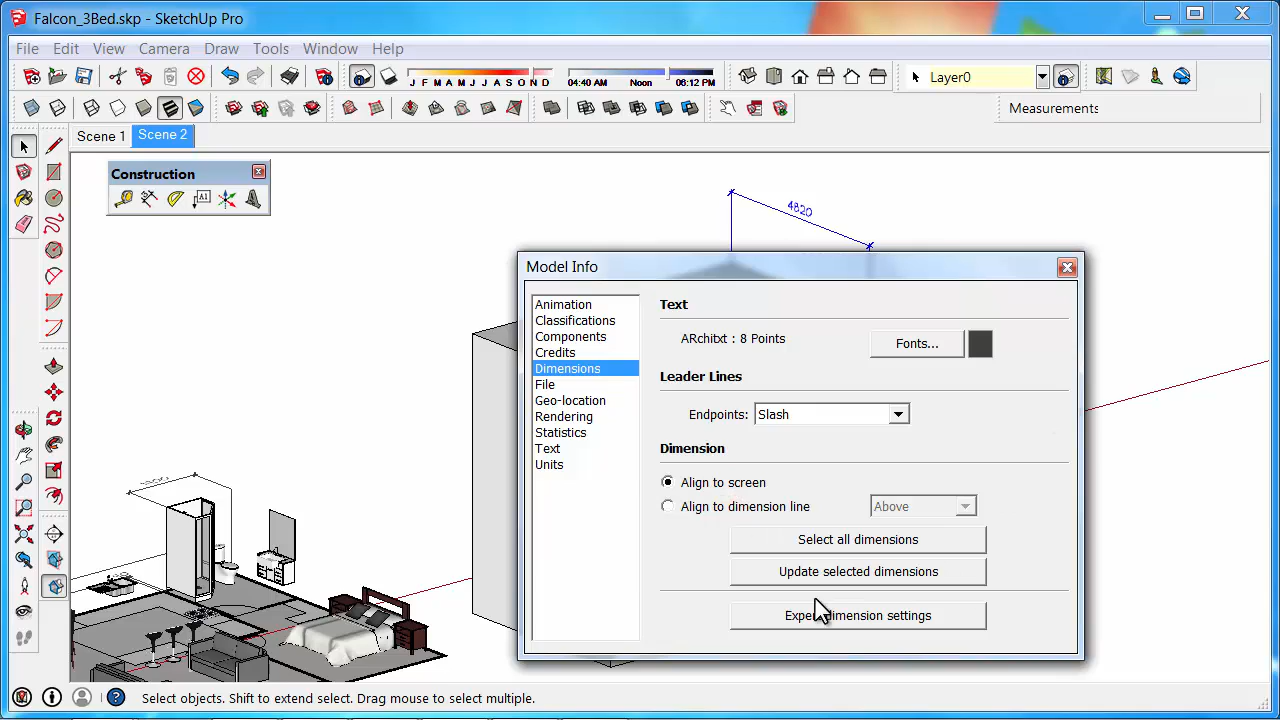 Falcon_3Bed.skp - SketchUp Pro
File Edit View Camera Draw Tools Window Help
J F M A M J J A S O N D
04:40 AM Noon 06:12 PM
Layer0
Measurements
Scene 1 Scene 2
Construction
A1
4820
Model Info
Animation
Classifications
Components
Credits
Dimensions
File
Geo-location
Rendering
Statistics
Text
Units
Text
ARchitxt : 8 Points
Fonts...
Leader Lines
Endpoints: Slash
Dimension
Align to screen
Align to dimension line Above
Select all dimensions
Update selected dimensions
Expert dimension settings
Select objects. Shift to extend select. Drag mouse to select multiple.